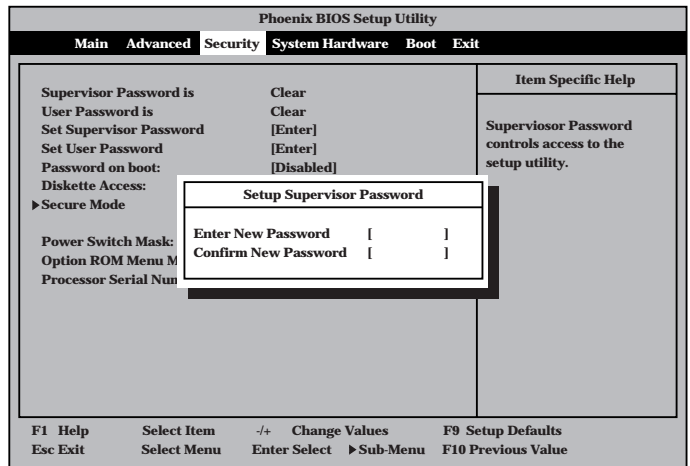 Phoenix BIOS Setup Utility
Main Advanced Security System Hardware Boot Exit
Item Specific Help
Superviosor Password
controls access to the
setup utility.
Supervisor Password is Clear
User Password is Clear
Set Supervisor Password [Enter]
Set User Password [Enter]
Password on boot: [Disabled]
Diskette Access:
▶Secure Mode
Power Switch Mask:
Option ROM Menu M
Processor Serial Num
Setup Supervisor Password
Enter New Password [ ]
Confirm New Password [ ]
F1 Help Select Item -/+ Change Values F9 Setup Defaults
Esc Exit Select Menu Enter Select ▶Sub-Menu F10 Previous Value